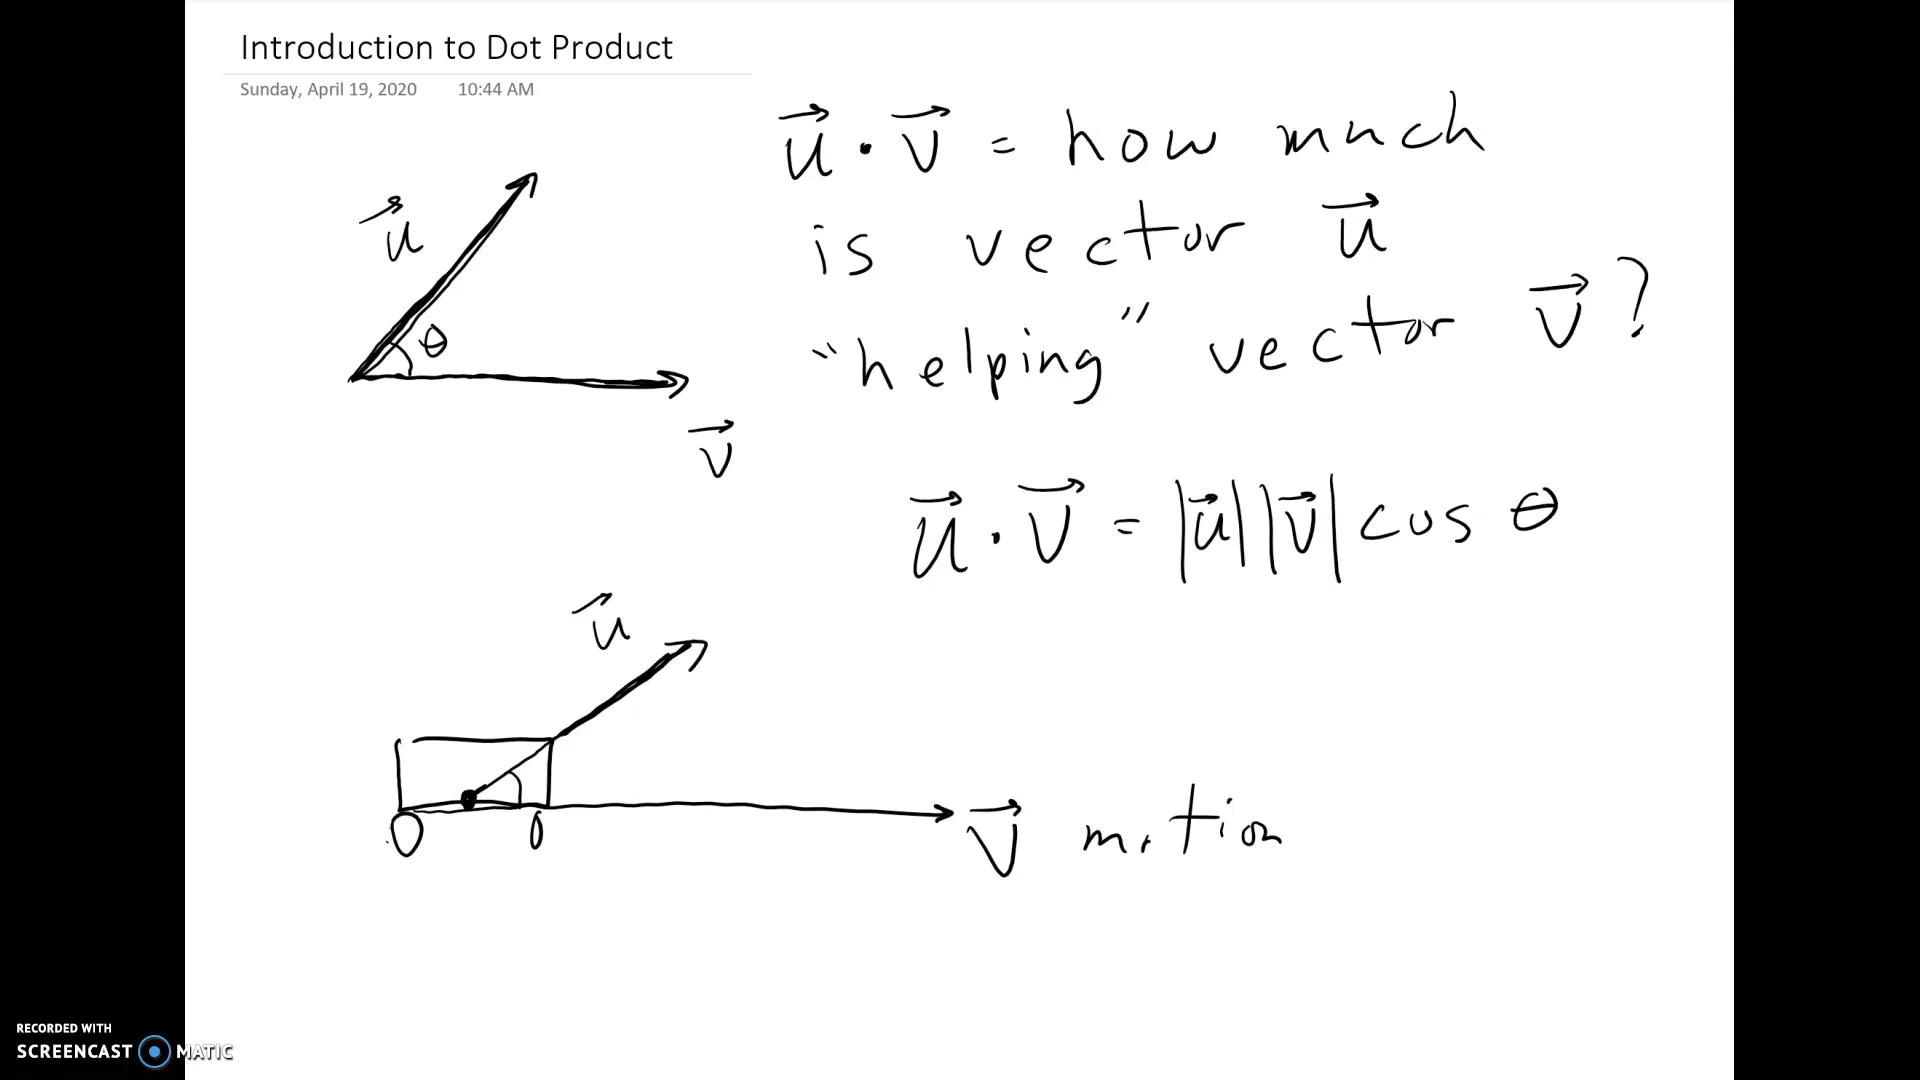 Introduction to Dot Product
Sunday, April 19, 2020 10:44 AM
u⃗ · v⃗ = how much
is vector u⃗
"helping" vector v⃗?
u⃗
θ
v⃗
u⃗ · v⃗ = |u⃗||v⃗| cos θ
u⃗
v⃗ motion
RECORDED WITH
SCREENCAST MATIC